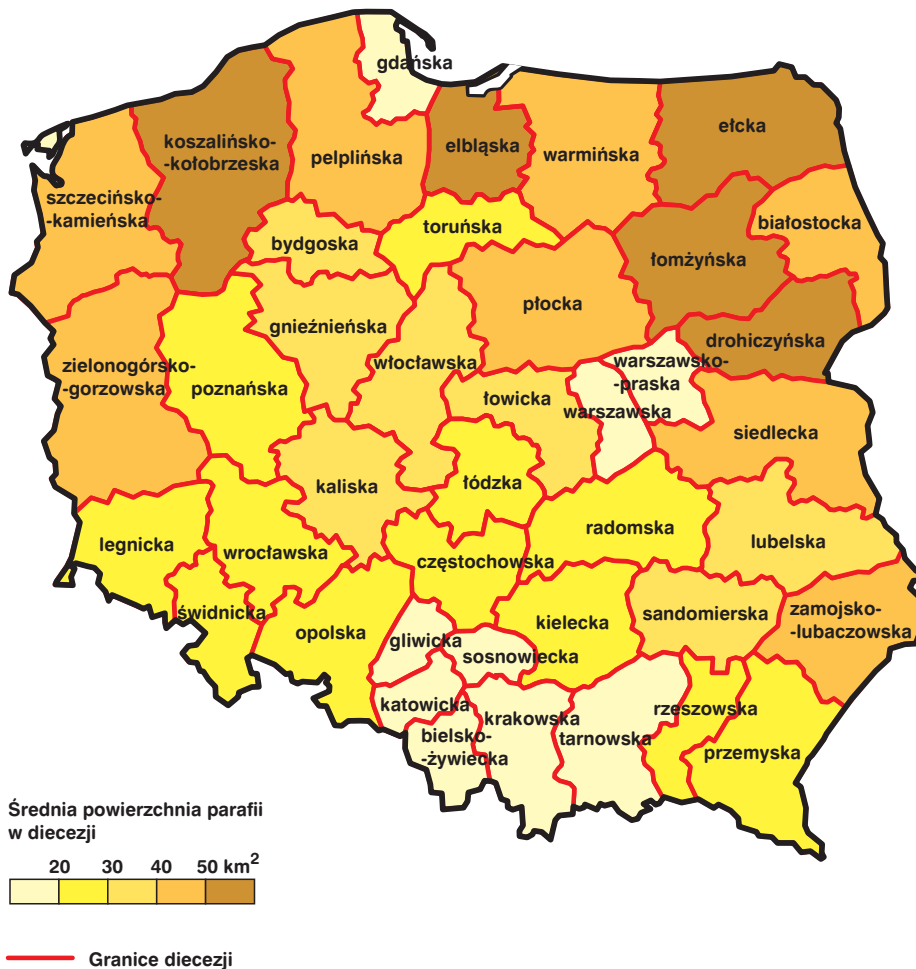 gdańska
koszalińsko-
-kołobrzeska
pelplińska
elbląska
warmińska
ełcka
szczecińsko-
-kamieńska
bydgoska
toruńska
białostocka
łomżyńska
płocka
gnieźnieńska
drohiczyńska
włocławska
warszawsko-
-praska
zielonogórsko-
-gorzowska
poznańska
łowicka
warszawska
siedlecka
kaliska
łódzka
radomska
lubelska
legnicka
wrocławska
częstochowska
świdnicka
opolska
gliwicka
sosnowiecka
kielecka
sandomierska
zamojsko-
-lubaczowska
katowicka
bielsko-
-żywiecka
krakowska
tarnowska
rzeszowska
przemyska
Średnia powierzchnia parafii
w diecezji
20 30 40 50 km²
Granice diecezji